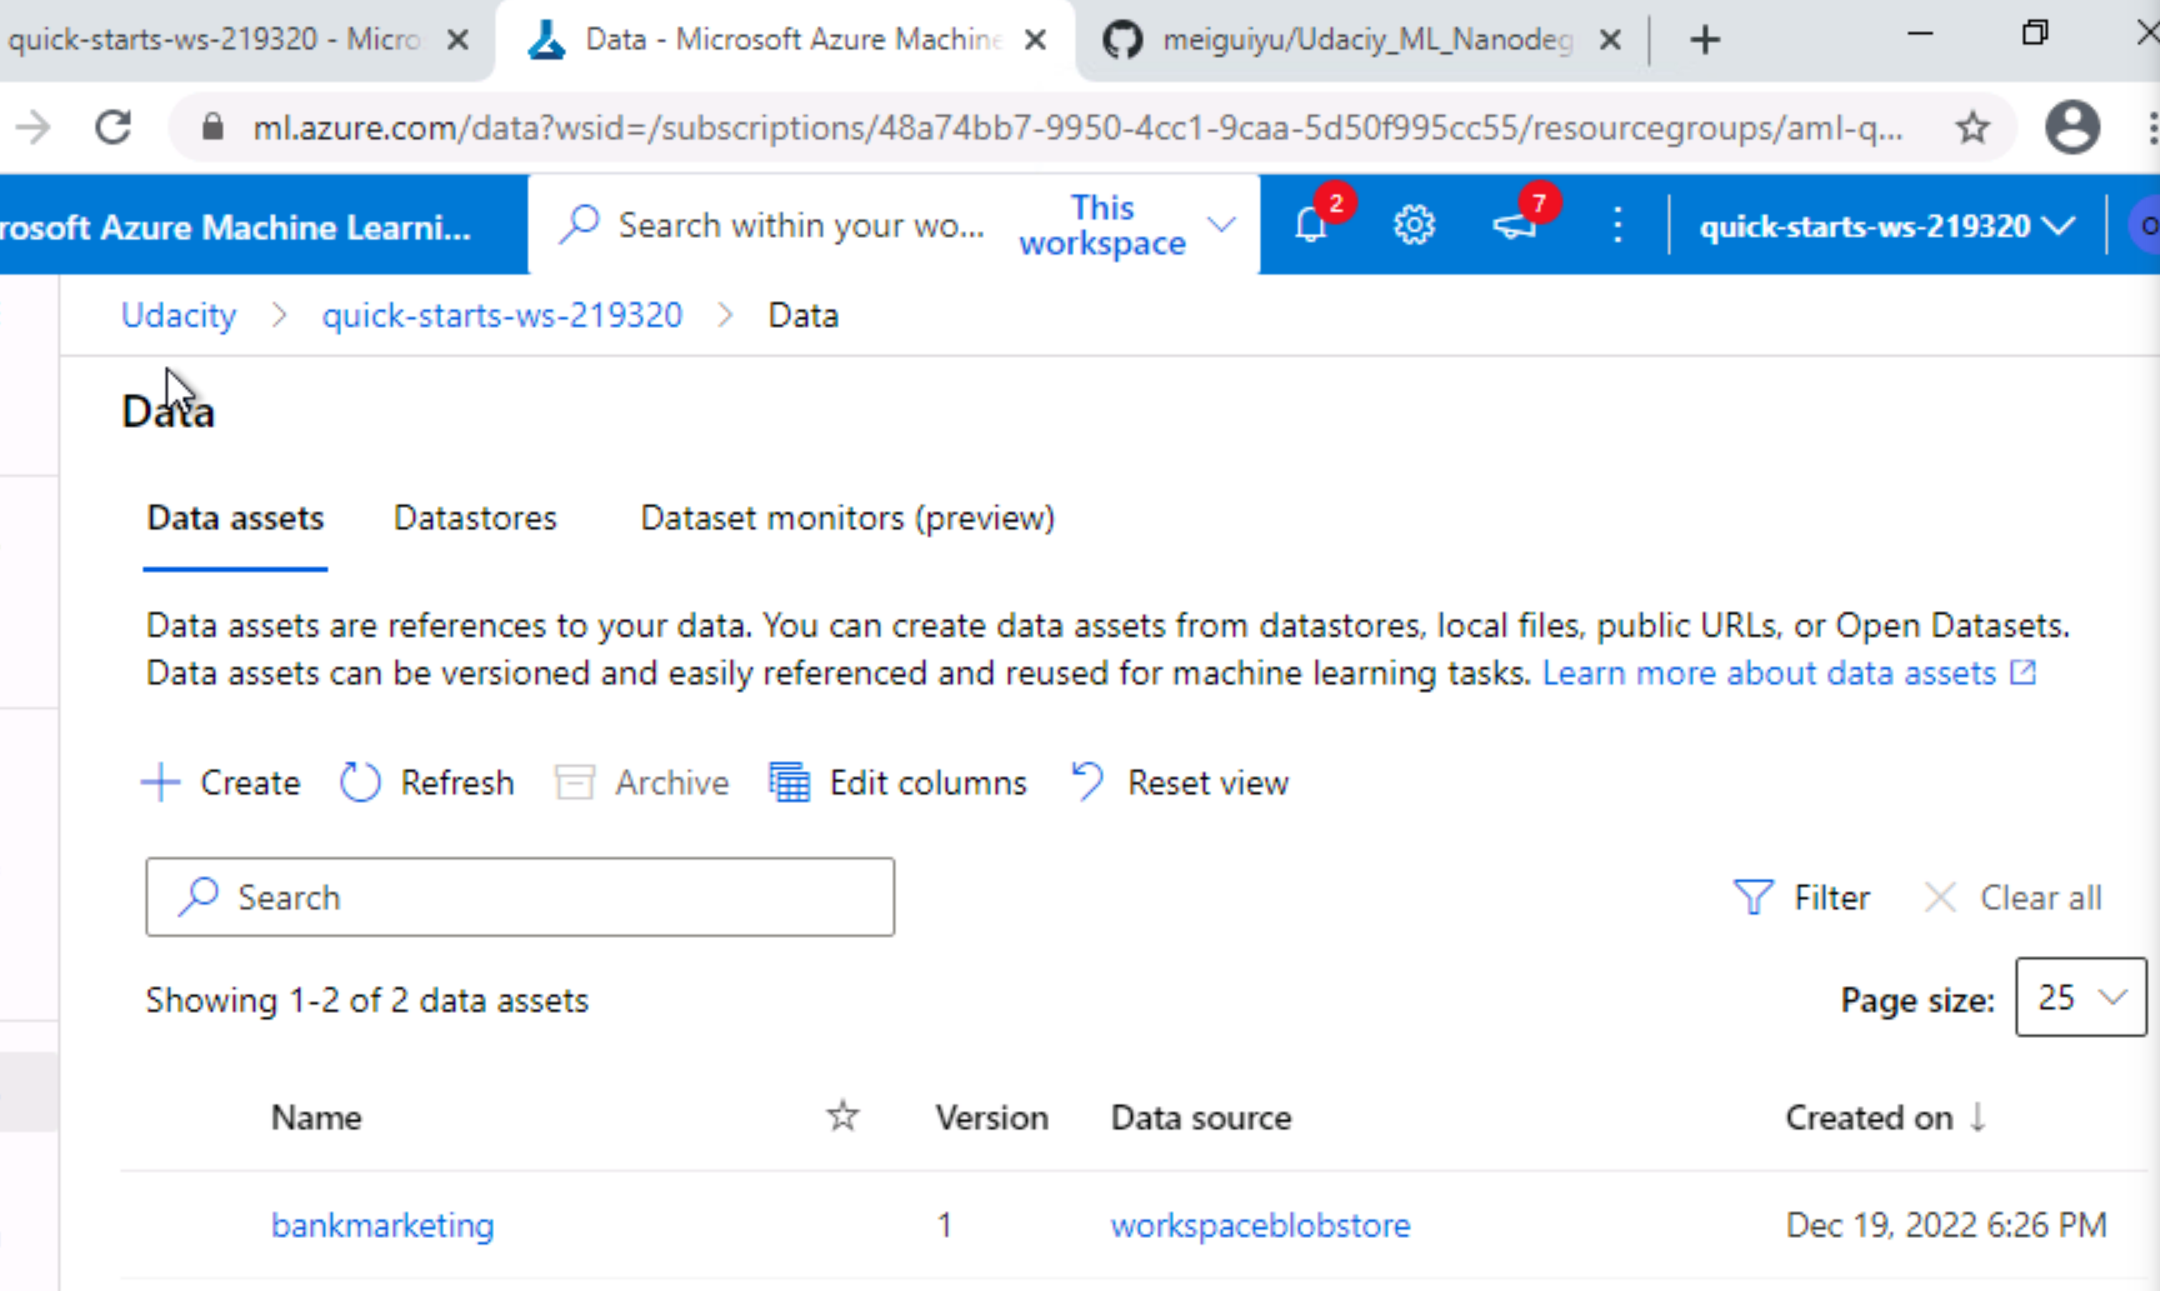 quick-starts-ws-219320 - Micro
Data - Microsoft Azure Machine
meiguiyu/Udaciy_ML_Nanodeg
ml.azure.com/data?wsid=/subscriptions/48a74bb7-9950-4cc1-9caa-5d50f995cc55/resourcegroups/aml-q...
rosoft Azure Machine Learni...
Search within your wo...
This
workspace
2
7
quick-starts-ws-219320
Udacity > quick-starts-ws-219320 > Data
Data
Data assets Datastores Dataset monitors (preview)
Data assets are references to your data. You can create data assets from datastores, local files, public URLs, or Open Datasets.
Data assets can be versioned and easily referenced and reused for machine learning tasks. Learn more about data assets
Create Refresh Archive Edit columns Reset view
Search
Filter Clear all
Showing 1-2 of 2 data assets
Page size: 25
Name Version Data source Created on
bankmarketing 1 workspaceblobstore Dec 19, 2022 6:26 PM